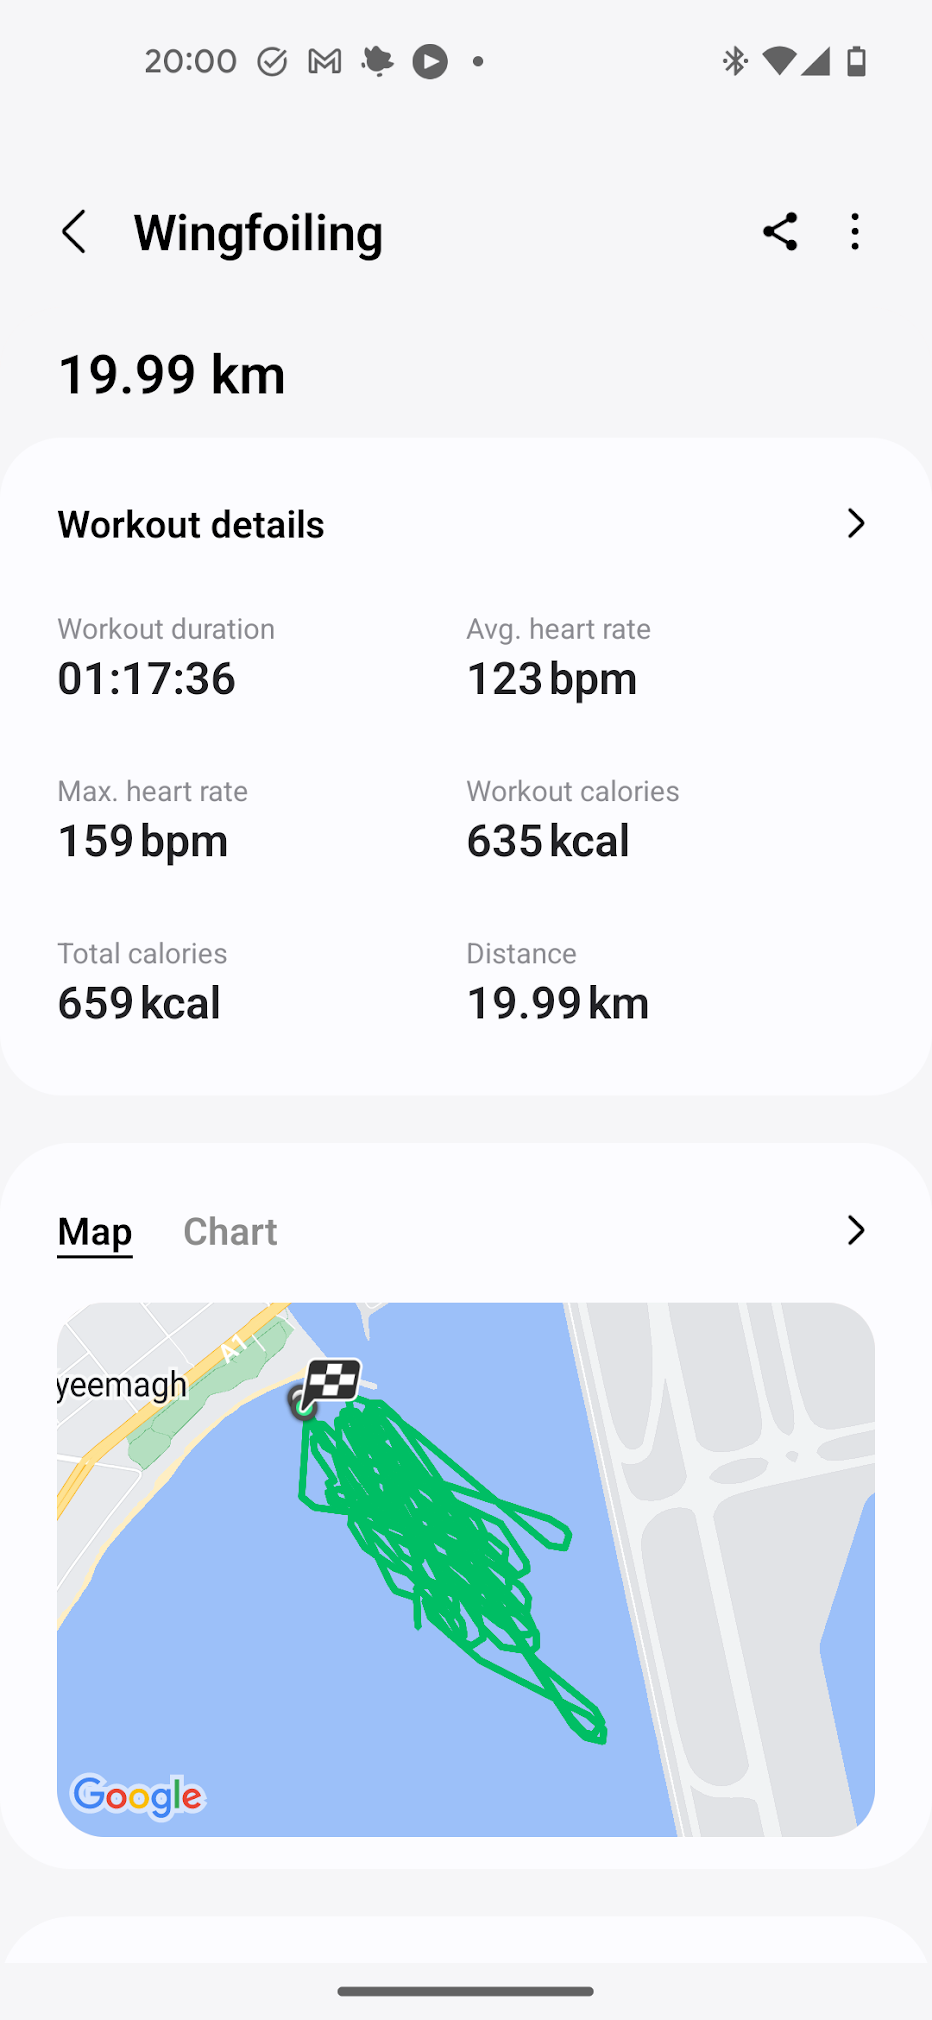 20:00
Wingfoiling
19.99 km
Workout details
Workout duration
Avg. heart rate
01:17:36
123 bpm
Max. heart rate
Workout calories
159 bpm
635 kcal
Total calories
Distance
659 kcal
19.99 km
Map
Chart
A1
yeemagh
Google